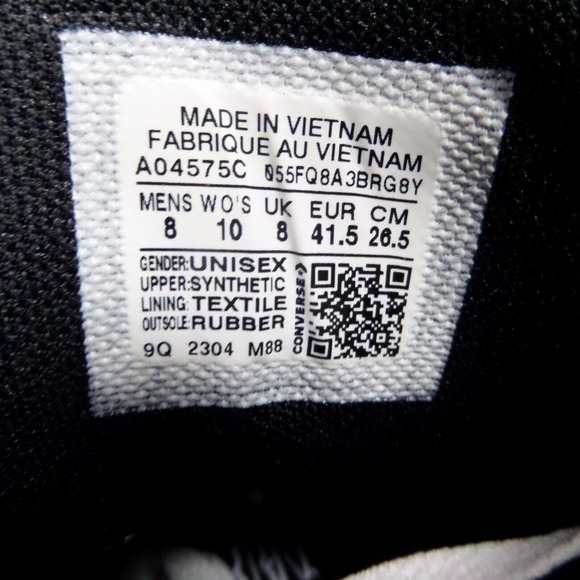 MADE IN VIETNAM
FABRIQUE AU VIETNAM
A04575C 055FQ8A3BRG8Y
MENS WO'S UK EUR CM
8 10 8 41.5 26.5
GENDER: UNISEX
UPPER: SYNTHETIC
LINING: TEXTILE
OUTSOLE: RUBBER
CONVERSE
9Q 2304 M88